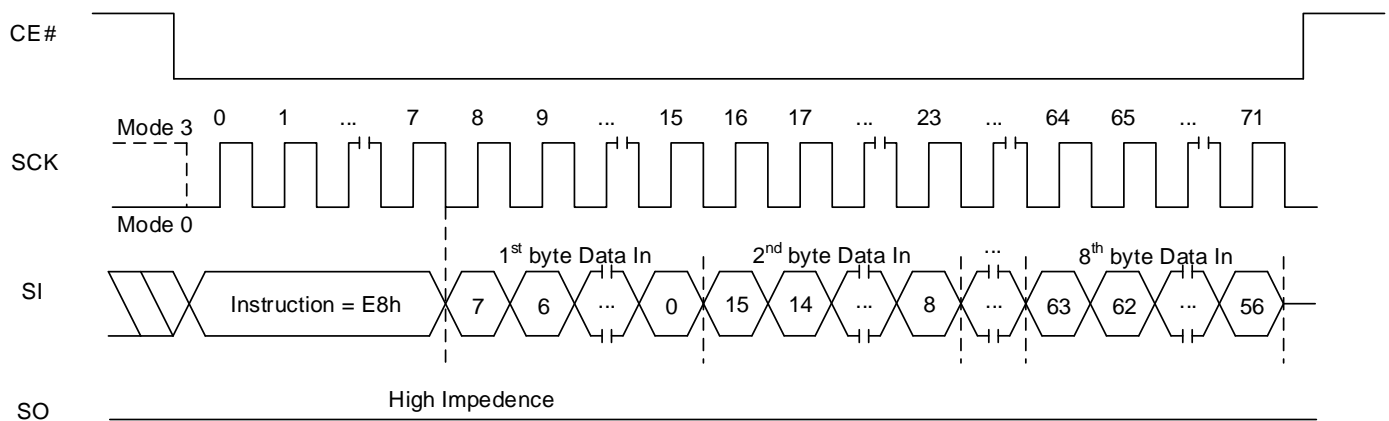 CE#
0 1 ... 7 8 9 ... 15 16 17 ... 23 ... 64 65 ... 71
Mode 3
SCK
Mode 0
1st byte Data In 2nd byte Data In ... 8th byte Data In
SI Instruction = E8h 7 6 ... 0 15 14 ... 8 ... 63 62 ... 56
High Impedence
SO